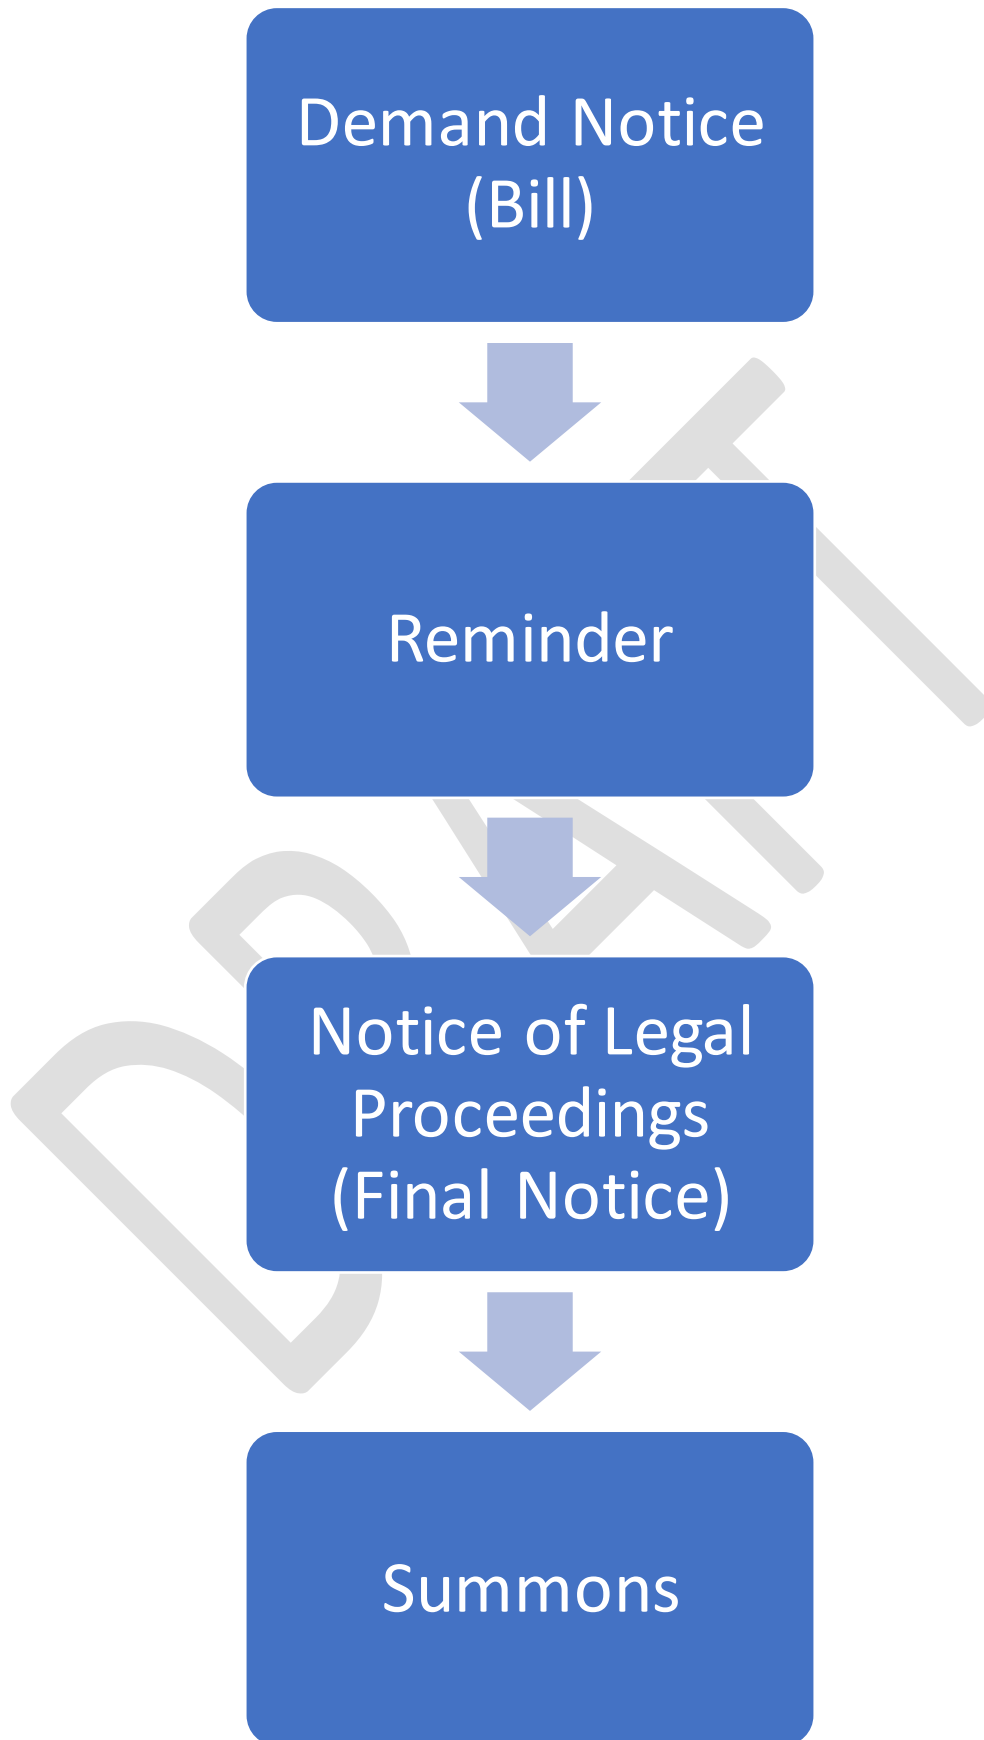 Demand Notice
(Bill)
Reminder
Notice of Legal
Proceedings
(Final Notice)
Summons
DRAFT